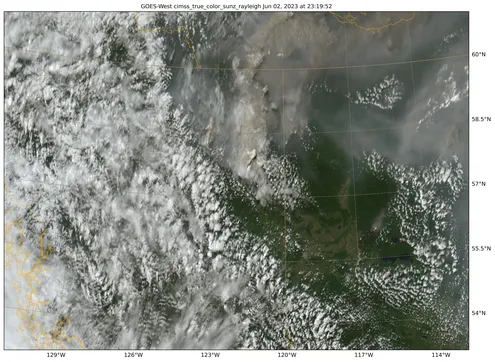 GOES-West cimss_true_color_sunz_rayleigh Jun 02, 2023 at 23:19:52
60°N
58.5°N
57°N
55.5°N
54°N
129°W
126°W
123°W
120°W
117°W
114°W